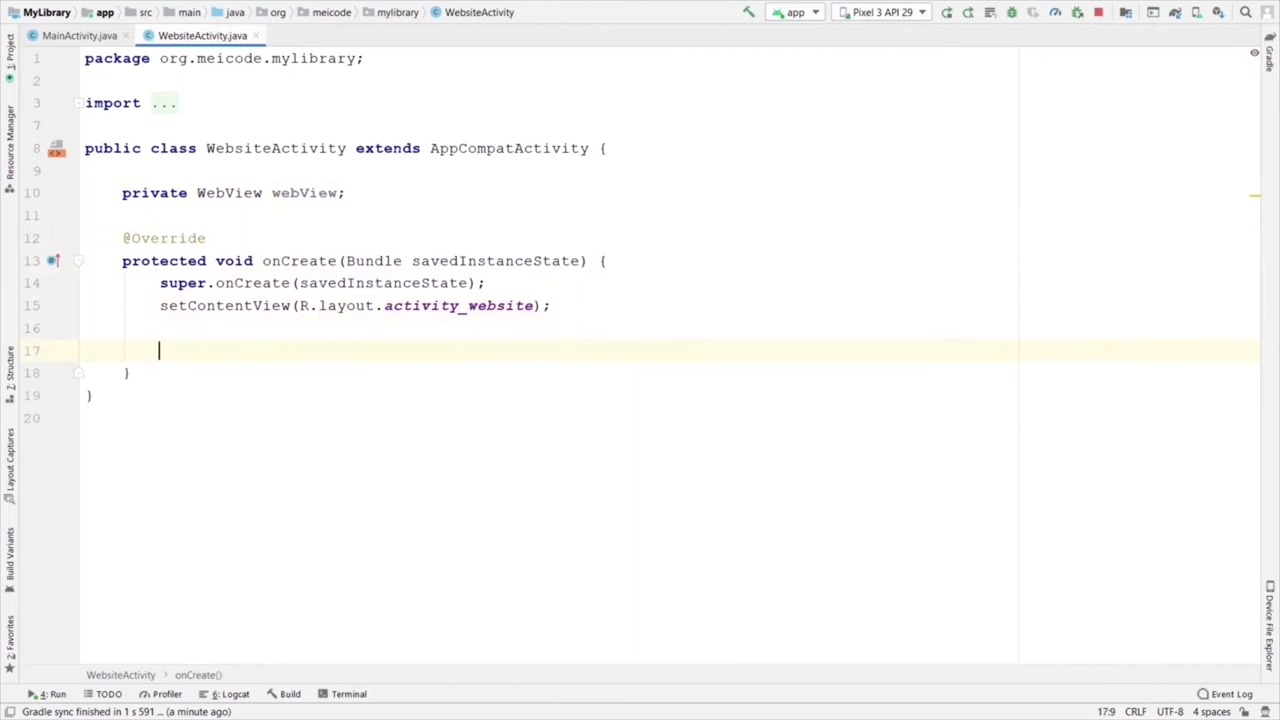 MyLibrary app src main java org meicode mylibrary WebsiteActivity app Pixel 3 API 29
MainActivity.java WebsiteActivity.java
1 package org.meicode.mylibrary;
2
3 import ...
7
8 public class WebsiteActivity extends AppCompatActivity {
9
10 private WebView webView;
11
12 @Override
13 protected void onCreate(Bundle savedInstanceState) {
14 super.onCreate(savedInstanceState);
15 setContentView(R.layout.activity_website);
16
17
18 }
19 }
20
1: Project
Resource Manager
7: Structure
Layout Captures
Build Variants
2: Favorites
Gradle
Device File Explorer
WebsiteActivity onCreate()
4: Run TODO Profiler 6: Logcat Build Terminal Event Log
Gradle sync finished in 1 s 591 ... (a minute ago) 17:9 CRLF UTF-8 4 spaces